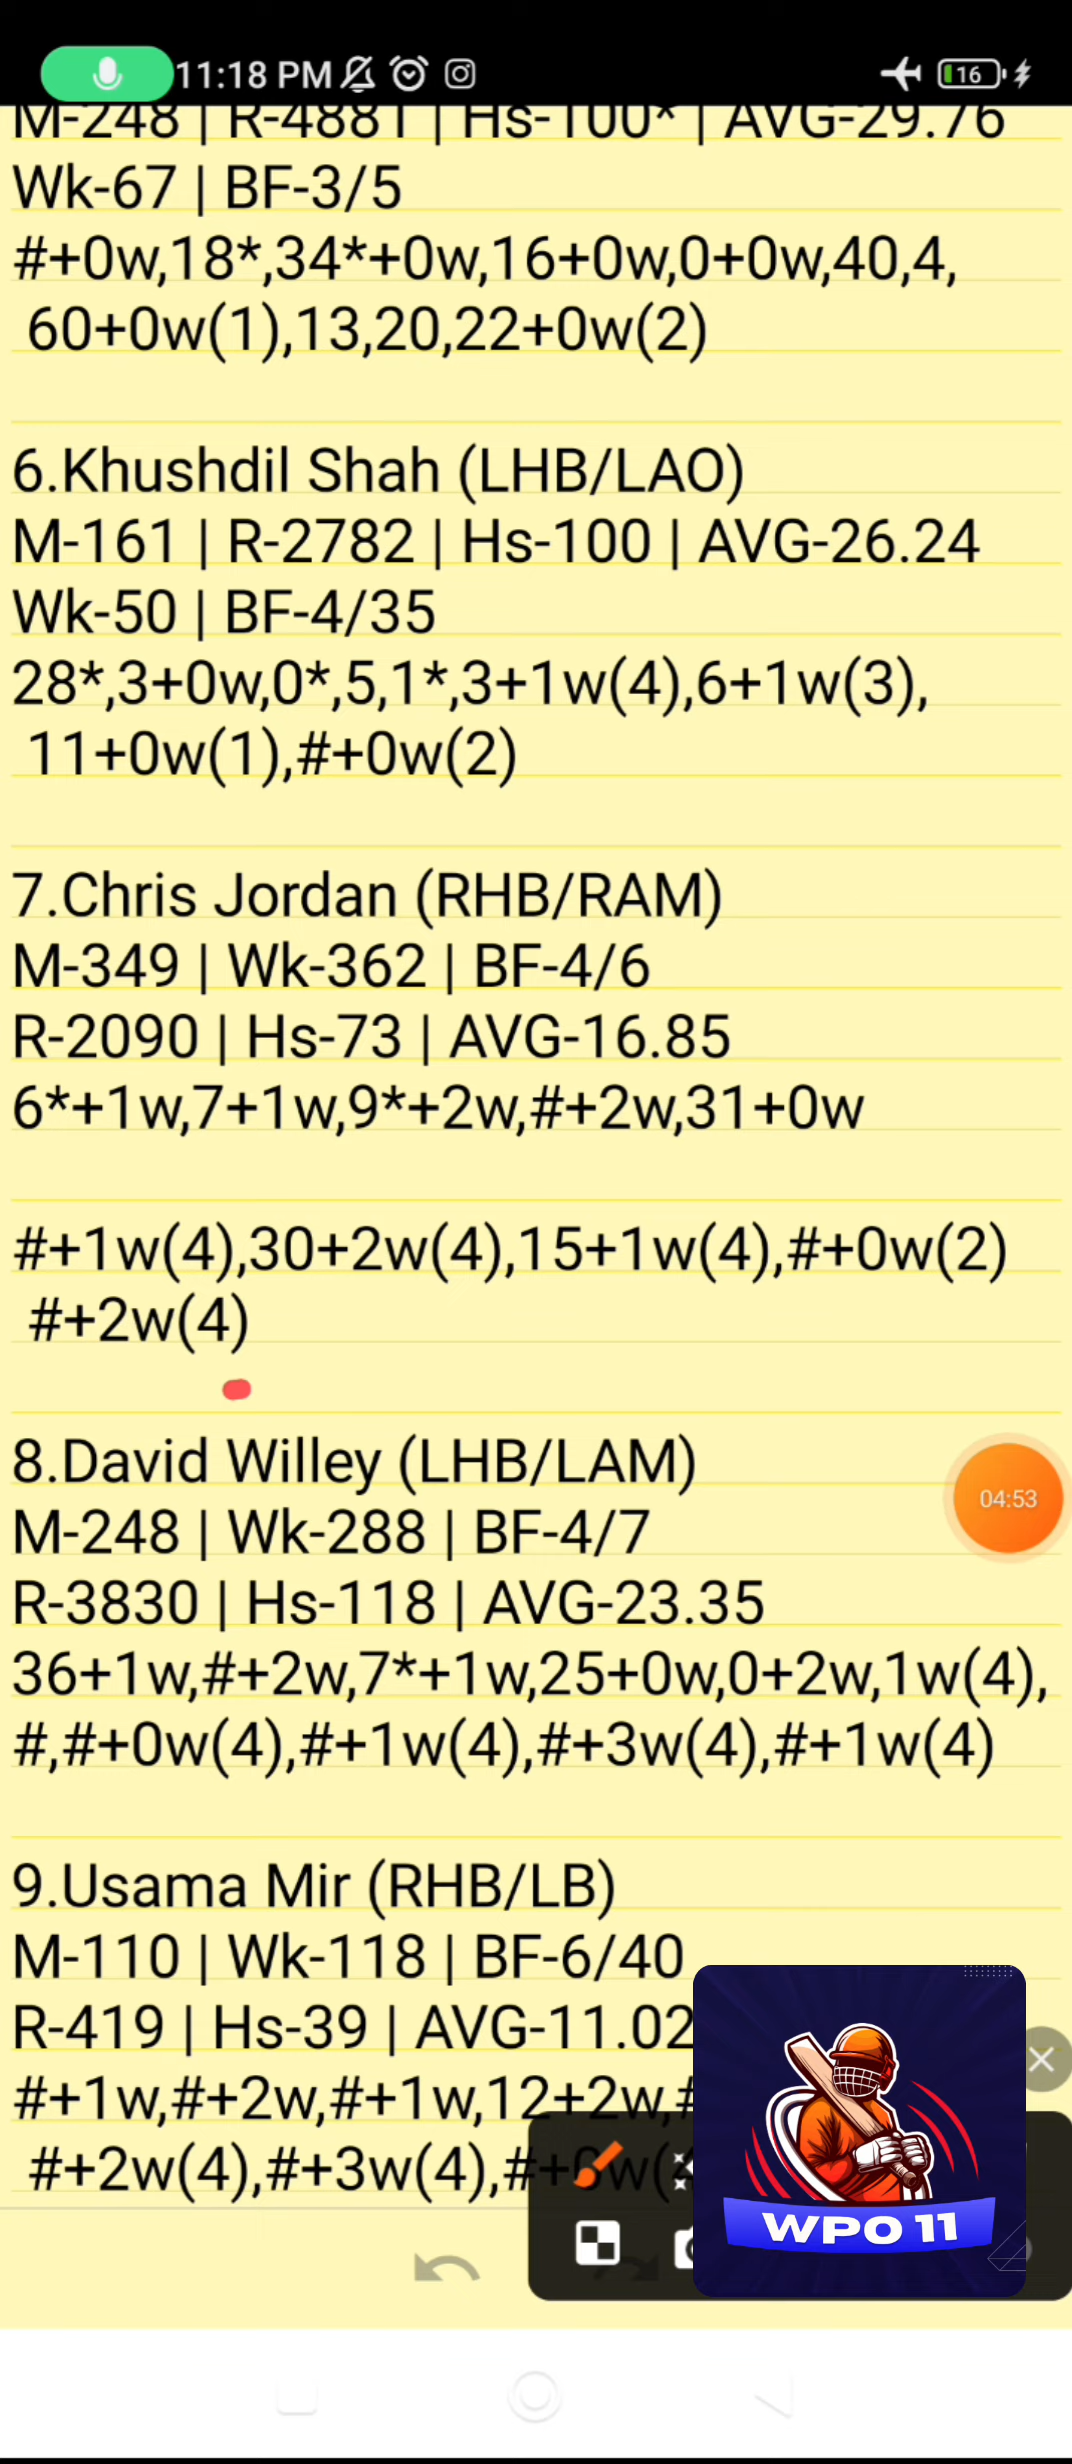 11:18 PM
16
M-248 | R-4881 | Hs-100* | AVG-29.76
Wk-67 | BF-3/5
#+0w,18*,34*+0w,16+0w,0+0w,40,4,
60+0w(1),13,20,22+0w(2)
6.Khushdil Shah (LHB/LAO)
M-161 | R-2782 | Hs-100 | AVG-26.24
Wk-50 | BF-4/35
28*,3+0w,0*,5,1*,3+1w(4),6+1w(3),
11+0w(1),#+0w(2)
7.Chris Jordan (RHB/RAM)
M-349 | Wk-362 | BF-4/6
R-2090 | Hs-73 | AVG-16.85
6*+1w,7+1w,9*+2w,#+2w,31+0w
#+1w(4),30+2w(4),15+1w(4),#+0w(2)
#+2w(4)
8.David Willey (LHB/LAM)
04:53
M-248 | Wk-288 | BF-4/7
R-3830 | Hs-118 | AVG-23.35
36+1w,#+2w,7*+1w,25+0w,0+2w,1w(4),
#,#+0w(4),#+1w(4),#+3w(4),#+1w(4)
9.Usama Mir (RHB/LB)
M-110 | Wk-118 | BF-6/40
R-419 | Hs-39 | AVG-11.02
#+1w,#+2w,#+1w,12+2w,#
#+2w(4),#+3w(4),
WPO 11